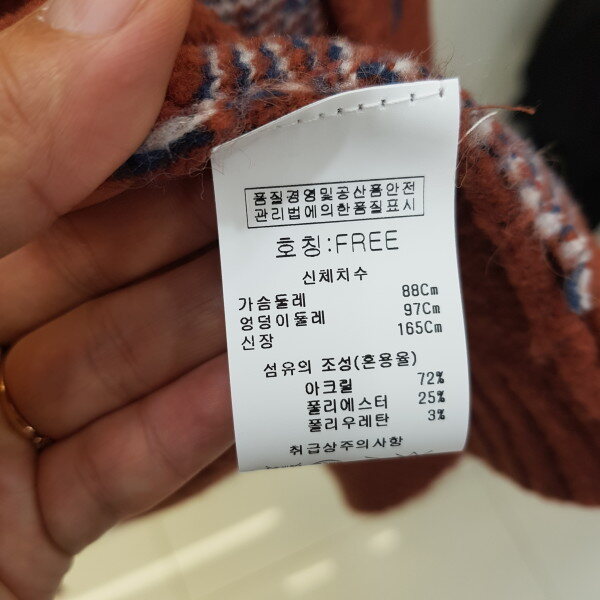 품질경영및공산품안전
관리법에의한품질표시
호칭:FREE
신체치수
가슴둘레 88Cm
엉덩이둘레 97Cm
신장 165Cm
섬유의 조성(혼용율)
아크릴 72%
폴리에스터 25%
폴리우레탄 3%
취급상주의사항